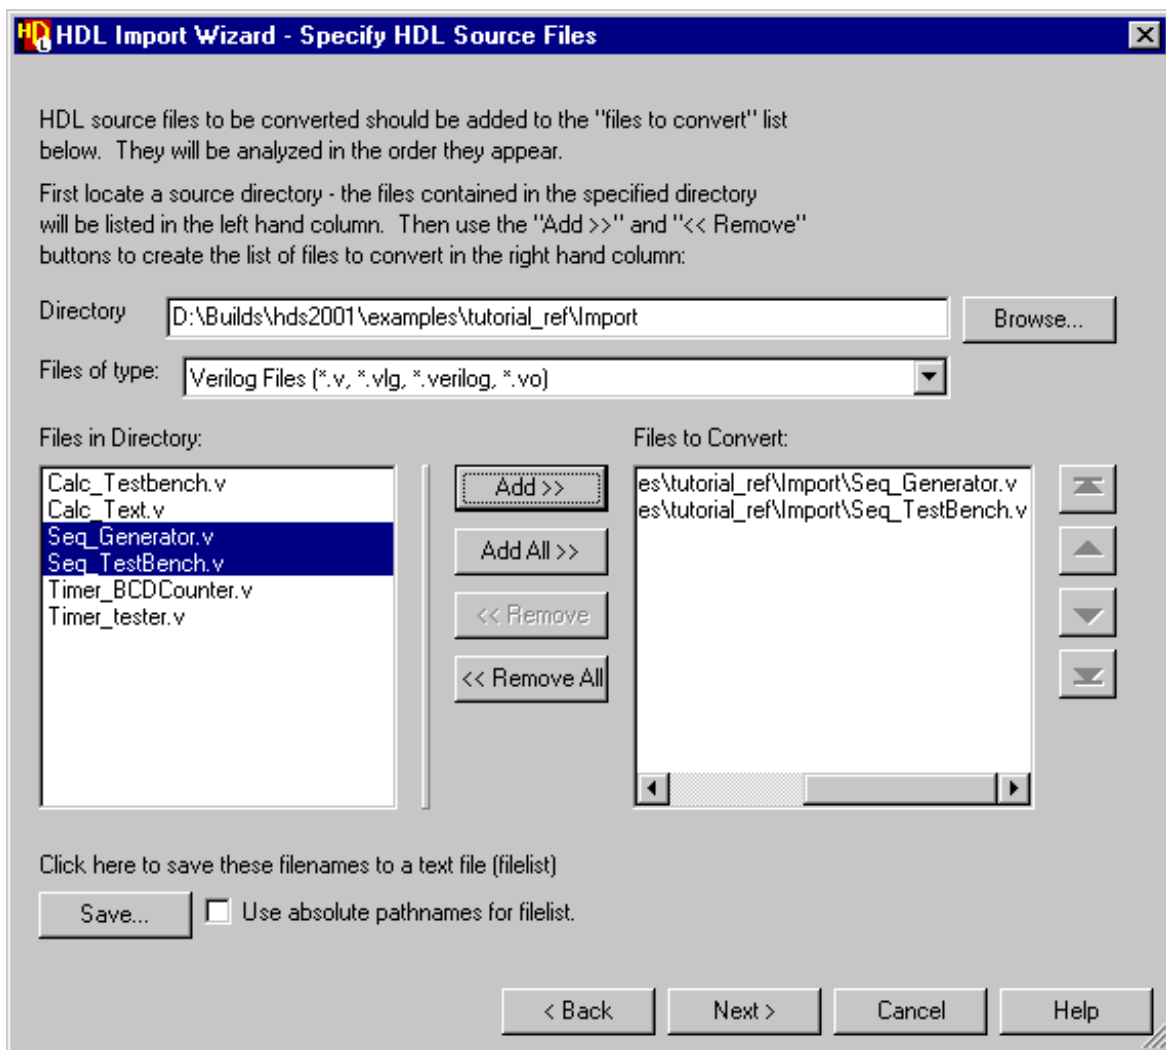 HDL Import Wizard - Specify HDL Source Files
HDL source files to be converted should be added to the "files to convert" list
below. They will be analyzed in the order they appear.
First locate a source directory - the files contained in the specified directory
will be listed in the left hand column. Then use the "Add >>" and "<< Remove"
buttons to create the list of files to convert in the right hand column:
Directory
D:\Builds\hds2001\examples\tutorial_ref\Import
Browse...
Files of type:
Verilog Files (*.v, *.vlg, *.verilog, *.vo)
Files in Directory:
Calc_Testbench.v
Calc_Text.v
Seq_Generator.v
Seq_TestBench.v
Timer_BCDCounter.v
Timer_tester.v
Add >>
Add All >>
<< Remove
<< Remove All
Files to Convert:
es\tutorial_ref\Import\Seq_Generator.v
es\tutorial_ref\Import\Seq_TestBench.v
Click here to save these filenames to a text file (filelist)
Save...
Use absolute pathnames for filelist.
< Back
Next >
Cancel
Help